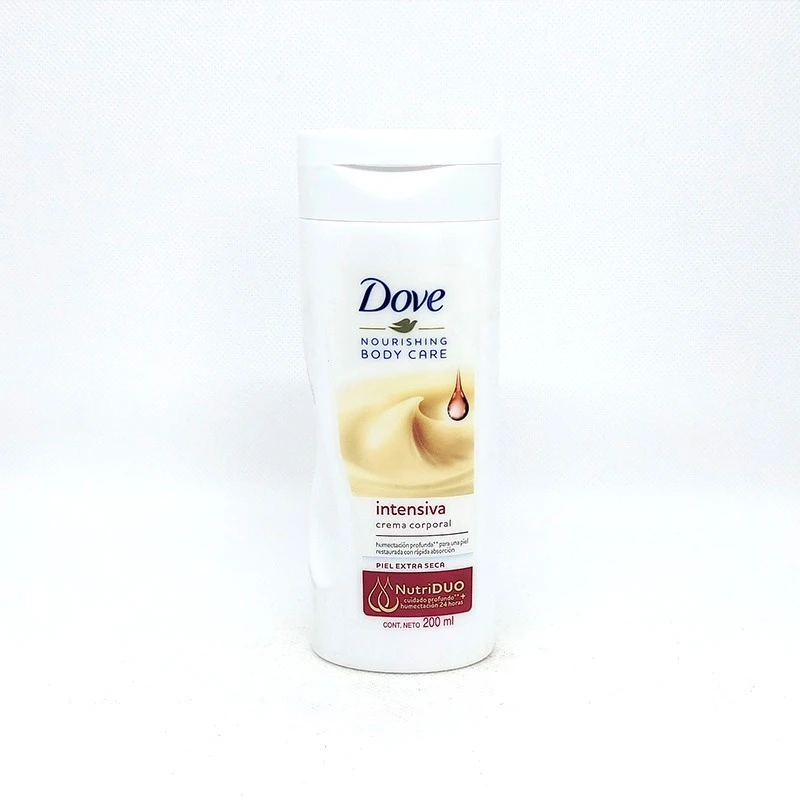 Dove
NOURISHING
BODY CARE
intensiva
crema corporal
humectación profunda** para una piel
restaurada con rápida absorción
PIEL EXTRA SECA
NutriDUO
cuidado profundo** +
humectación 24 horas
CONT. NETO 200 ml